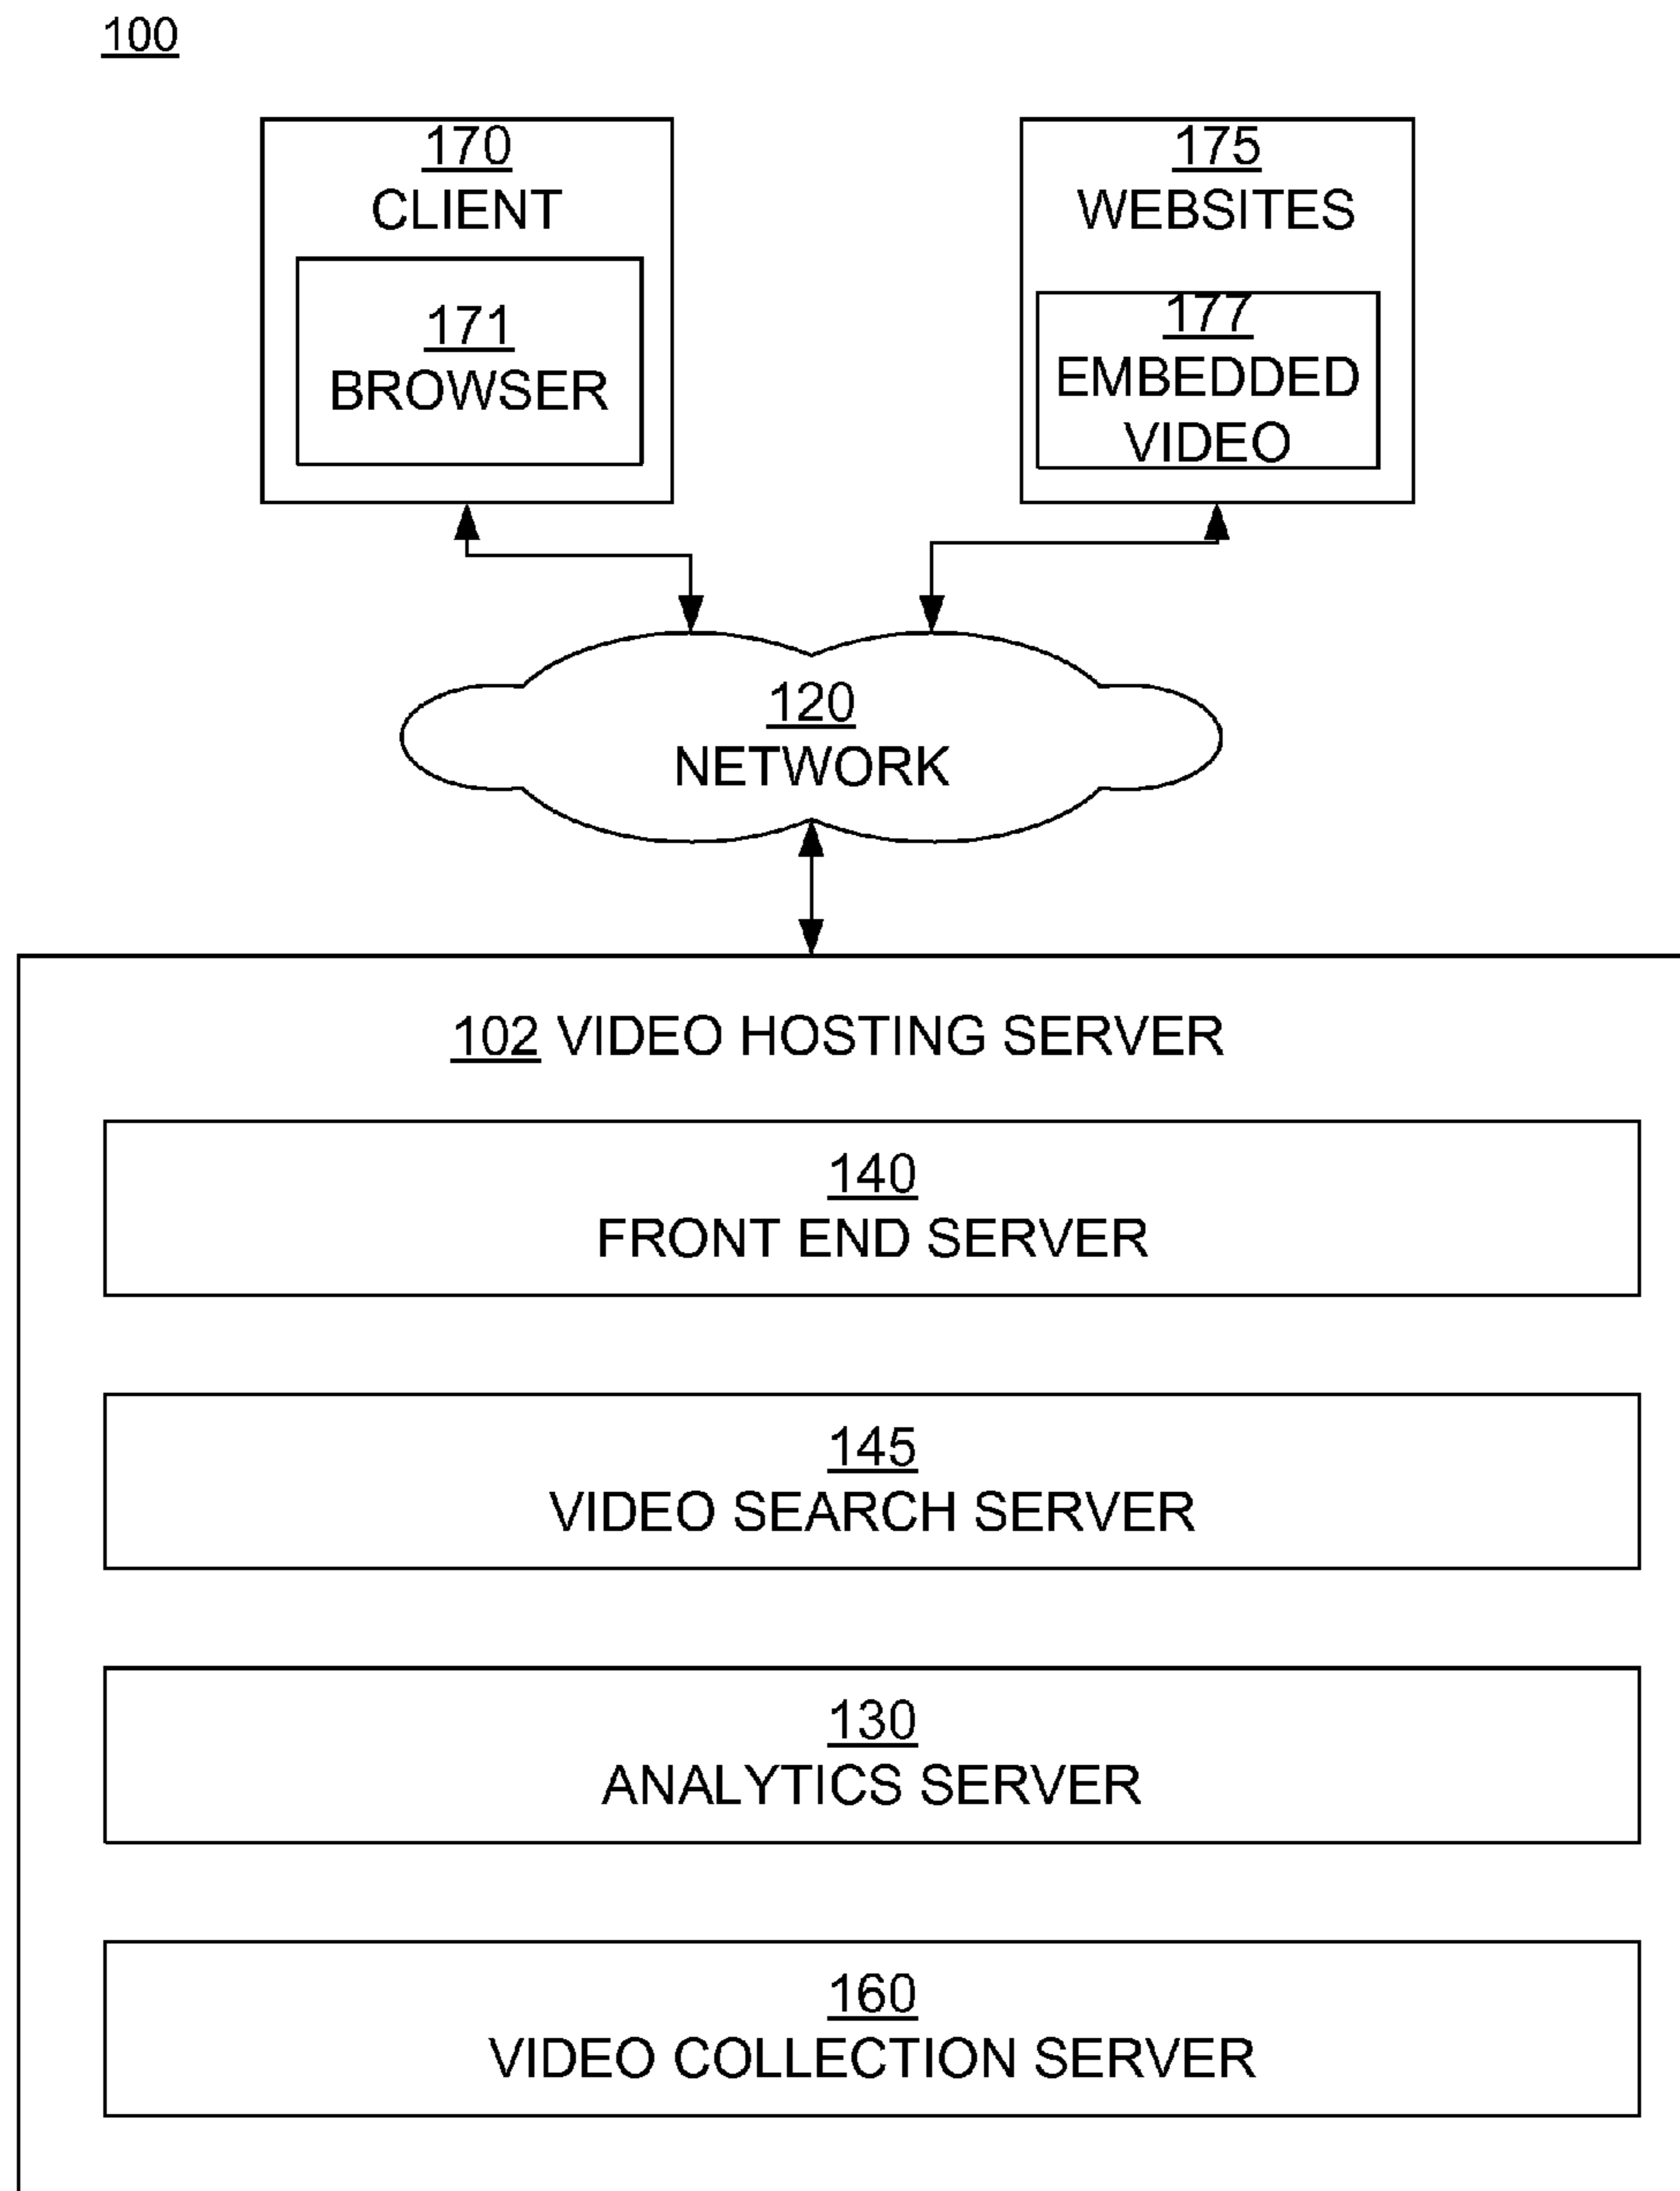 100
170
CLIENT
171
BROWSER
175
WEBSITES
177
EMBEDDED
VIDEO
120
NETWORK
102 VIDEO HOSTING SERVER
140
FRONT END SERVER
145
VIDEO SEARCH SERVER
130
ANALYTICS SERVER
160
VIDEO COLLECTION SERVER